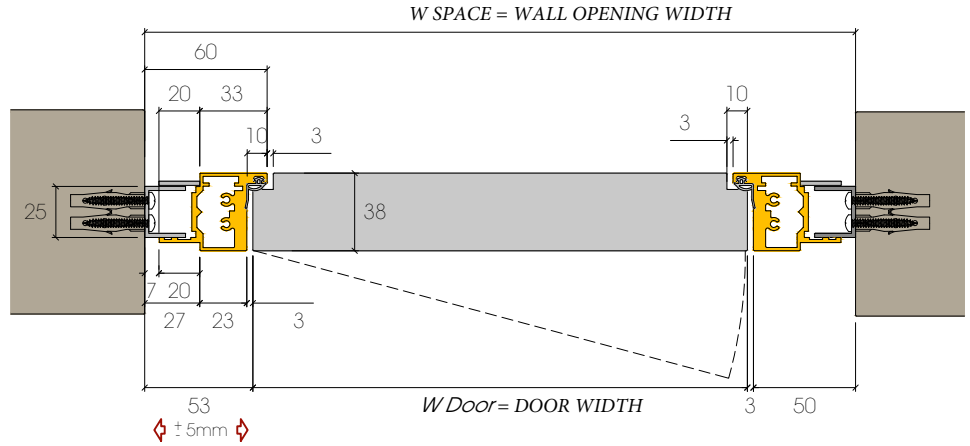 W SPACE = WALL OPENING WIDTH
60
20 33 10
10 3 3
25 38
7 20
27 23 3
53 W Door = DOOR WIDTH 3 50
± 5mm